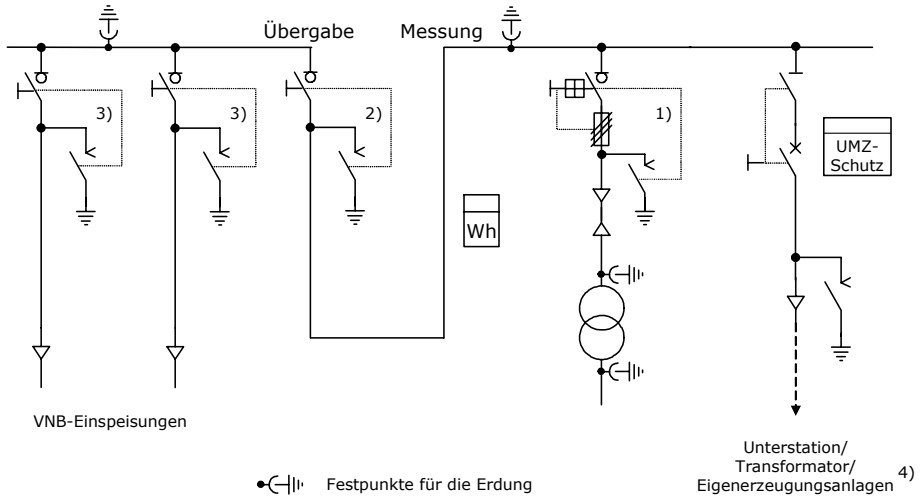 Übergabe
Messung
3)
3)
2)
1)
UMZ-
Schutz
Wh
VNB-Einspeisungen
Unterstation/
Transformator/
Eigenerzeugungsanlagen 4)
Festpunkte für die Erdung